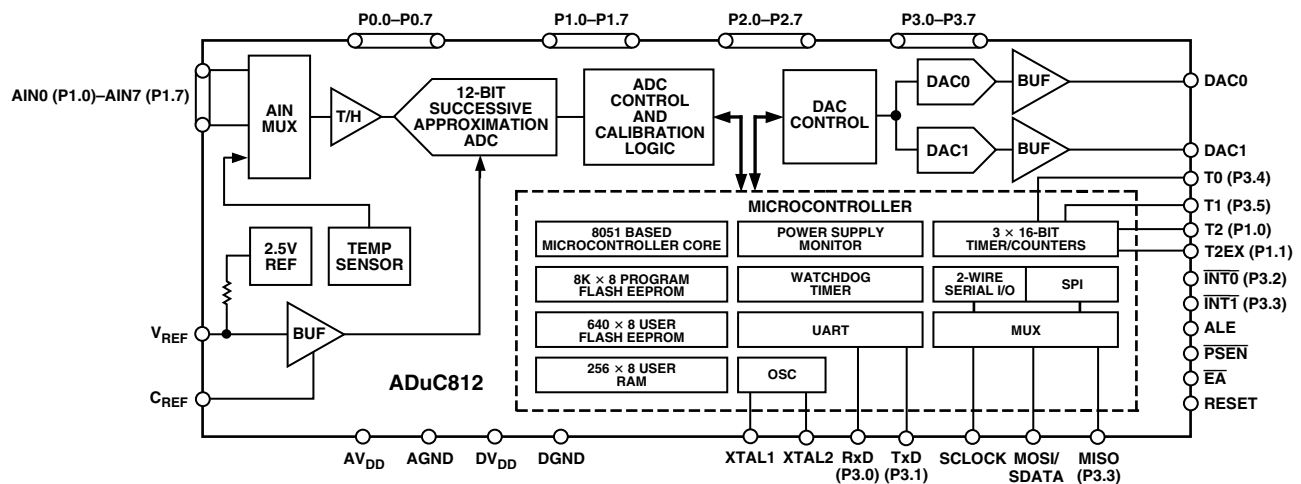 P0.0–P0.7
P1.0–P1.7
P2.0–P2.7
P3.0–P3.7
AIN0 (P1.0)–AIN7 (P1.7)
AIN
MUX
T/H
12-BIT
SUCCESSIVE
APPROXIMATION
ADC
ADC
CONTROL
AND
CALIBRATION
LOGIC
DAC
CONTROL
DAC0
BUF
DAC0
DAC1
BUF
DAC1
T0 (P3.4)
T1 (P3.5)
T2 (P1.0)
T2EX (P1.1)
INT0 (P3.2)
INT1 (P3.3)
ALE
PSEN
EA
RESET
2.5V
REF
TEMP
SENSOR
VREF
BUF
CREF
ADuC812
MICROCONTROLLER
8051 BASED
MICROCONTROLLER CORE
POWER SUPPLY
MONITOR
3 × 16-BIT
TIMER/COUNTERS
8K × 8 PROGRAM
FLASH EEPROM
WATCHDOG
TIMER
2-WIRE
SERIAL I/O
SPI
640 × 8 USER
FLASH EEPROM
UART
MUX
256 × 8 USER
RAM
OSC
AVDD
AGND
DVDD
DGND
XTAL1
XTAL2
RxD
(P3.0)
TxD
(P3.1)
SCLOCK
MOSI/
SDATA
MISO
(P3.3)